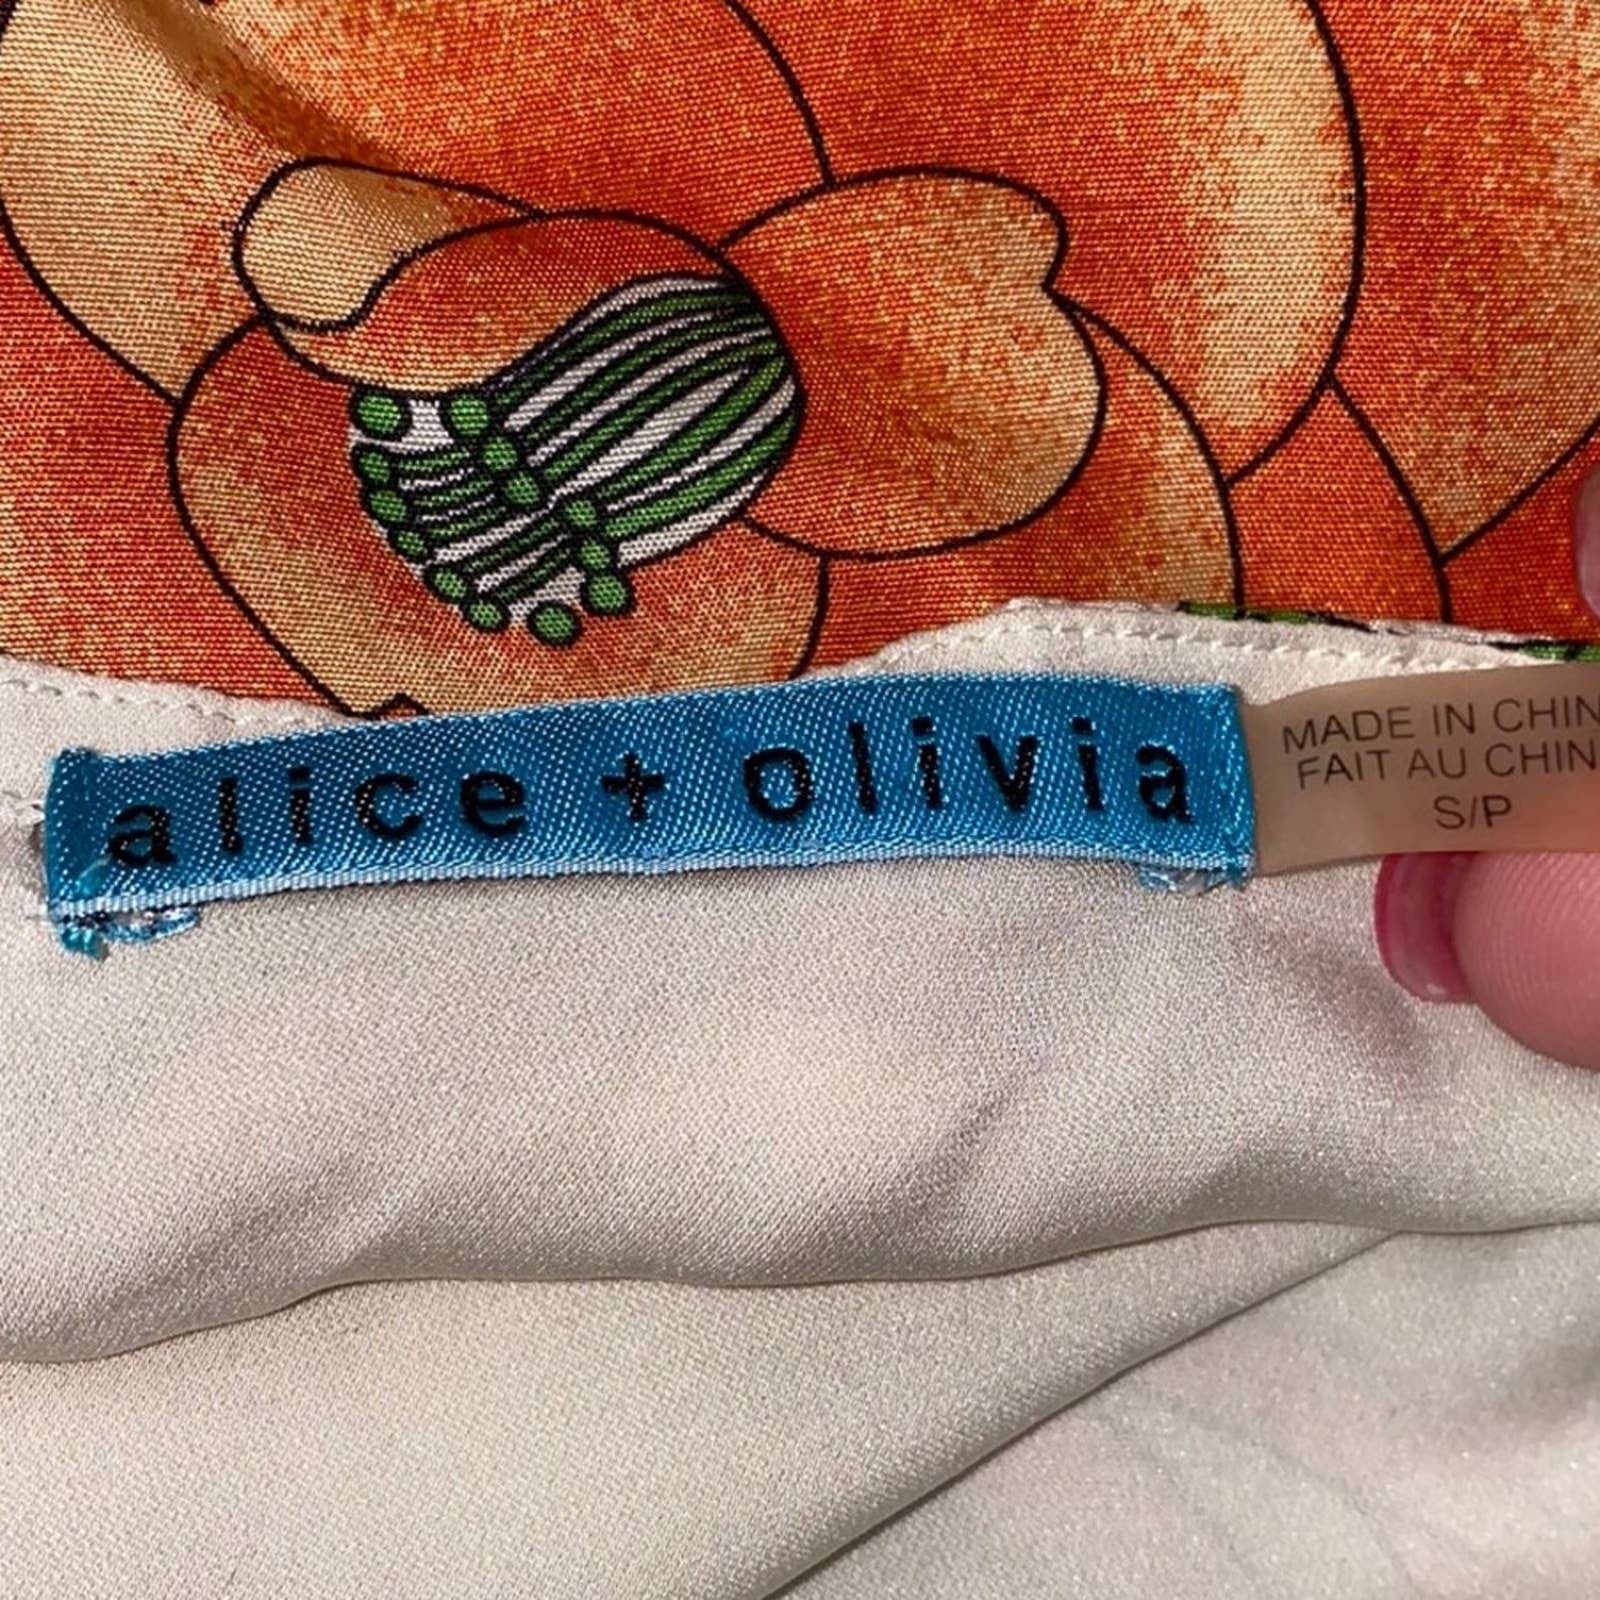 alice + olivia
MADE IN CHIN
FAIT AU CHIN
S/P